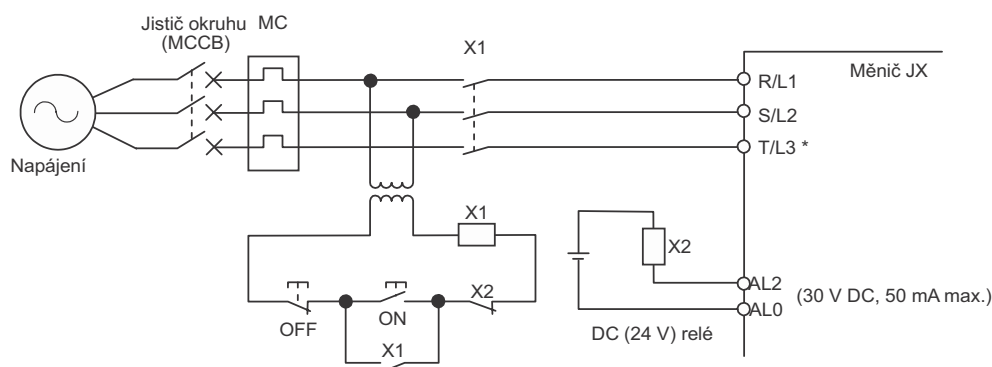 Jistič okruhu
(MCCB)
MC
X1
Měnič JX
R/L1
S/L2
T/L3 *
Napájení
X1
X2
AL2
AL0
(30 V DC, 50 mA max.)
DC (24 V) relé
OFF
ON
X2
X1